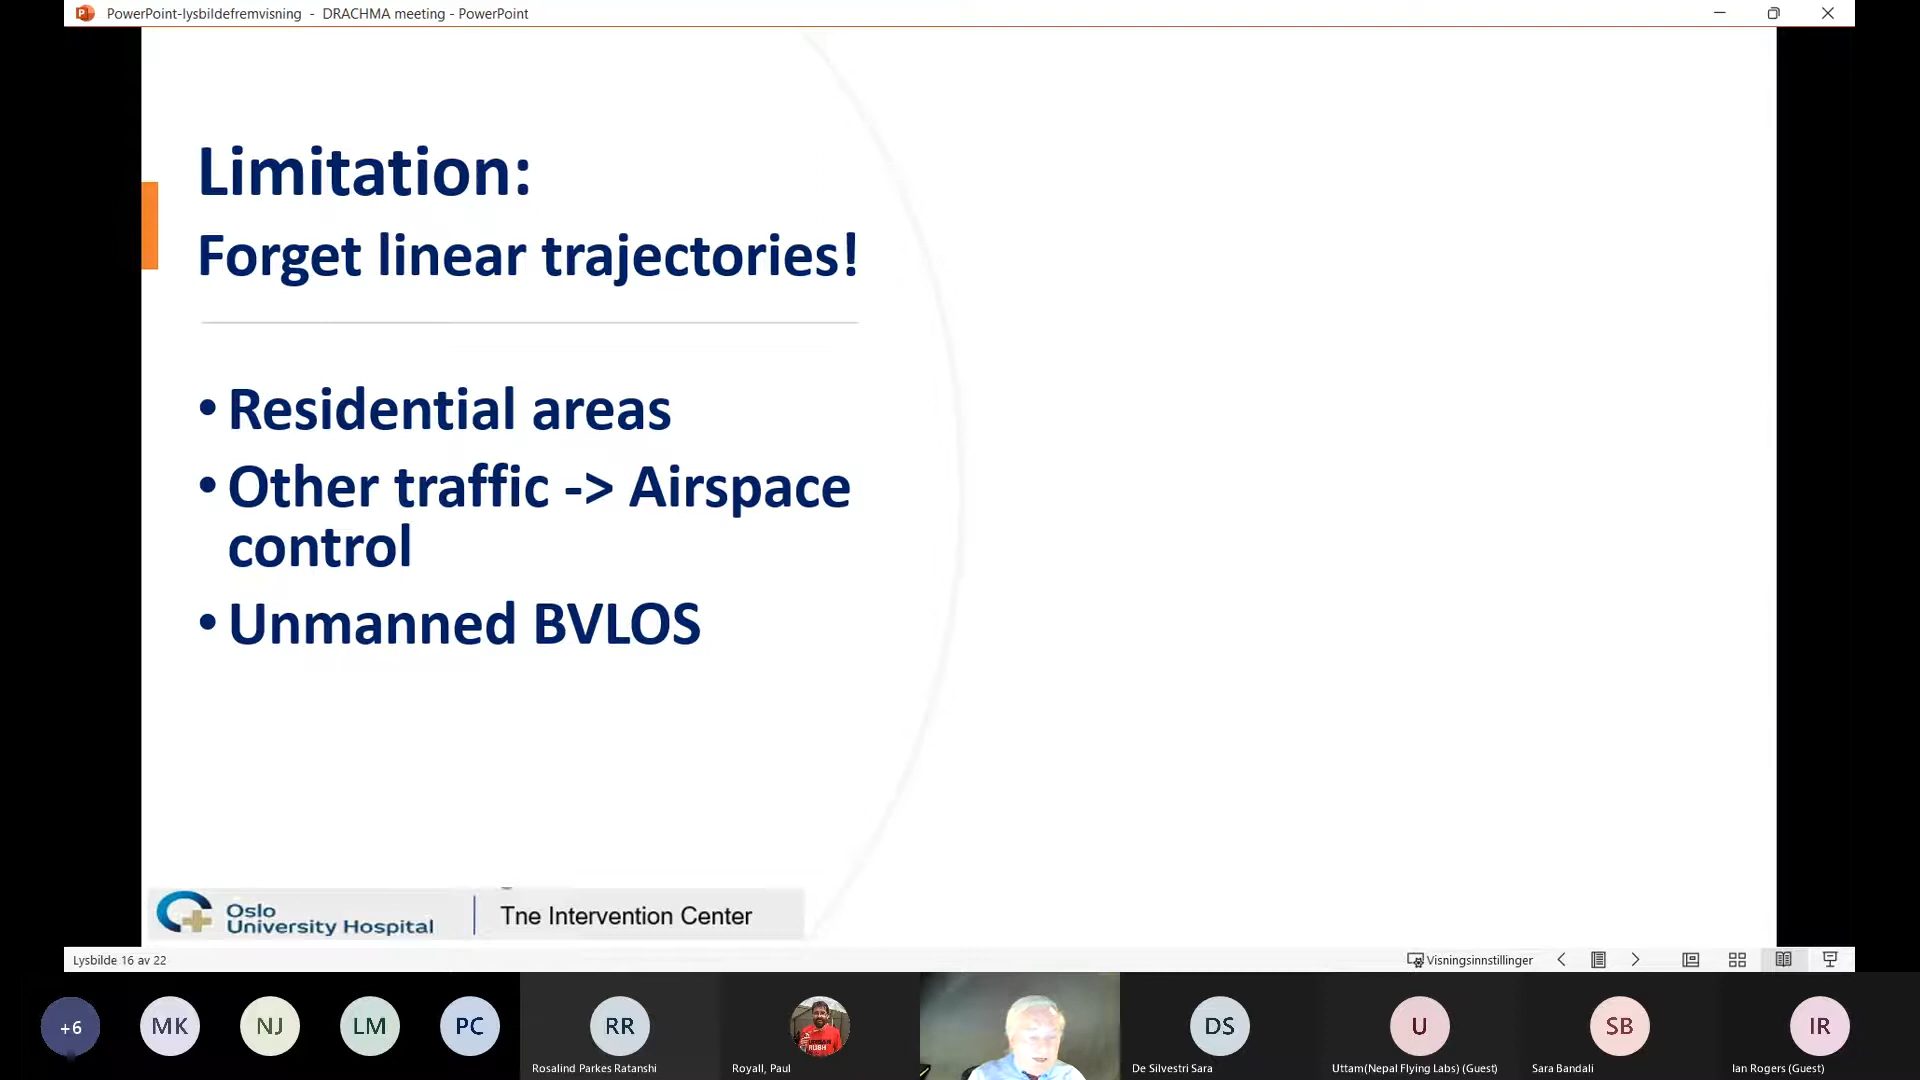 PowerPoint-lysbildefremvisning - DRACHMA meeting - PowerPoint
Limitation:
Forget linear trajectories!
• Residential areas
• Other traffic -> Airspace
control
• Unmanned BVLOS
Oslo
University Hospital
Tne Intervention Center
Lysbilde 16 av 22
Visningsinnstillinger
+6
MK
NJ
LM
PC
RR
DS
U
SB
IR
Rosalind Parkes Ratanshi
Royall, Paul
De Silvestri Sara
Uttam(Nepal Flying Labs) (Guest)
Sara Bandali
Ian Rogers (Guest)